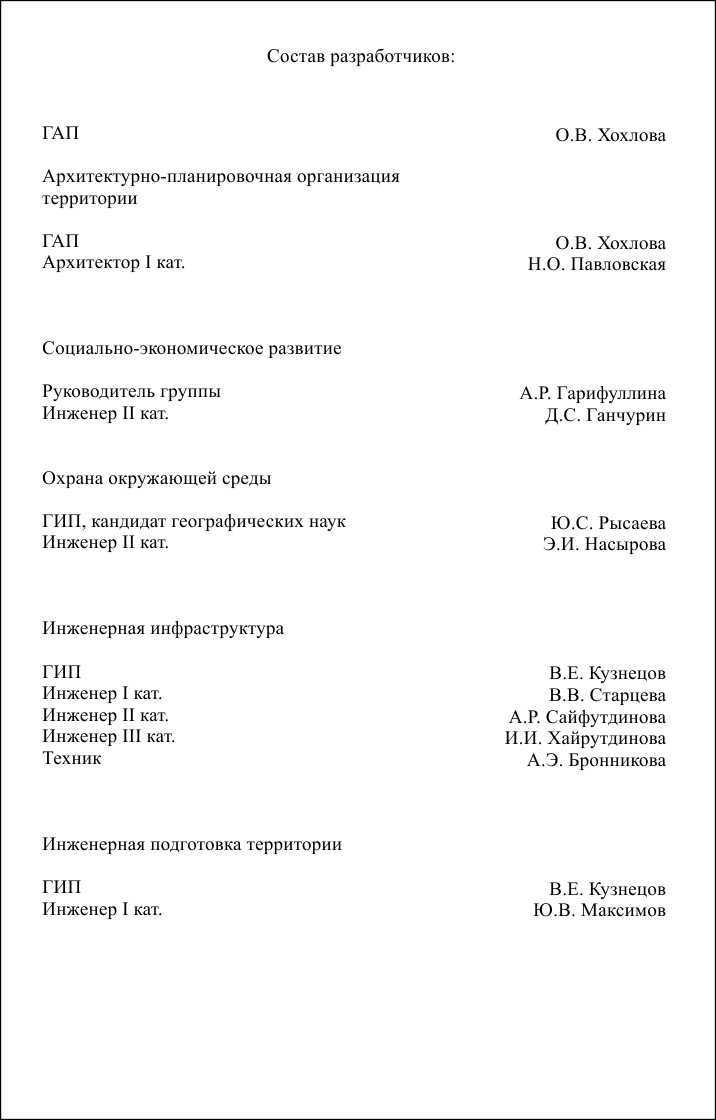 Состав разработчиков:
ГАП О.В. Хохлова
Архитектурно-планировочная организация
территории
ГАП О.В. Хохлова
Архитектор I кат. Н.О. Павловская
Социально-экономическое развитие
Руководитель группы А.Р. Гарифуллина
Инженер II кат. Д.С. Ганчурин
Охрана окружающей среды
ГИП, кандидат географических наук Ю.С. Рысаева
Инженер II кат. Э.И. Насырова
Инженерная инфраструктура
ГИП В.Е. Кузнецов
Инженер I кат. В.В. Старцева
Инженер II кат. А.Р. Сайфутдинова
Инженер III кат. И.И. Хайрутдинова
Техник А.Э. Бронникова
Инженерная подготовка территории
ГИП В.Е. Кузнецов
Инженер I кат. Ю.В. Максимов